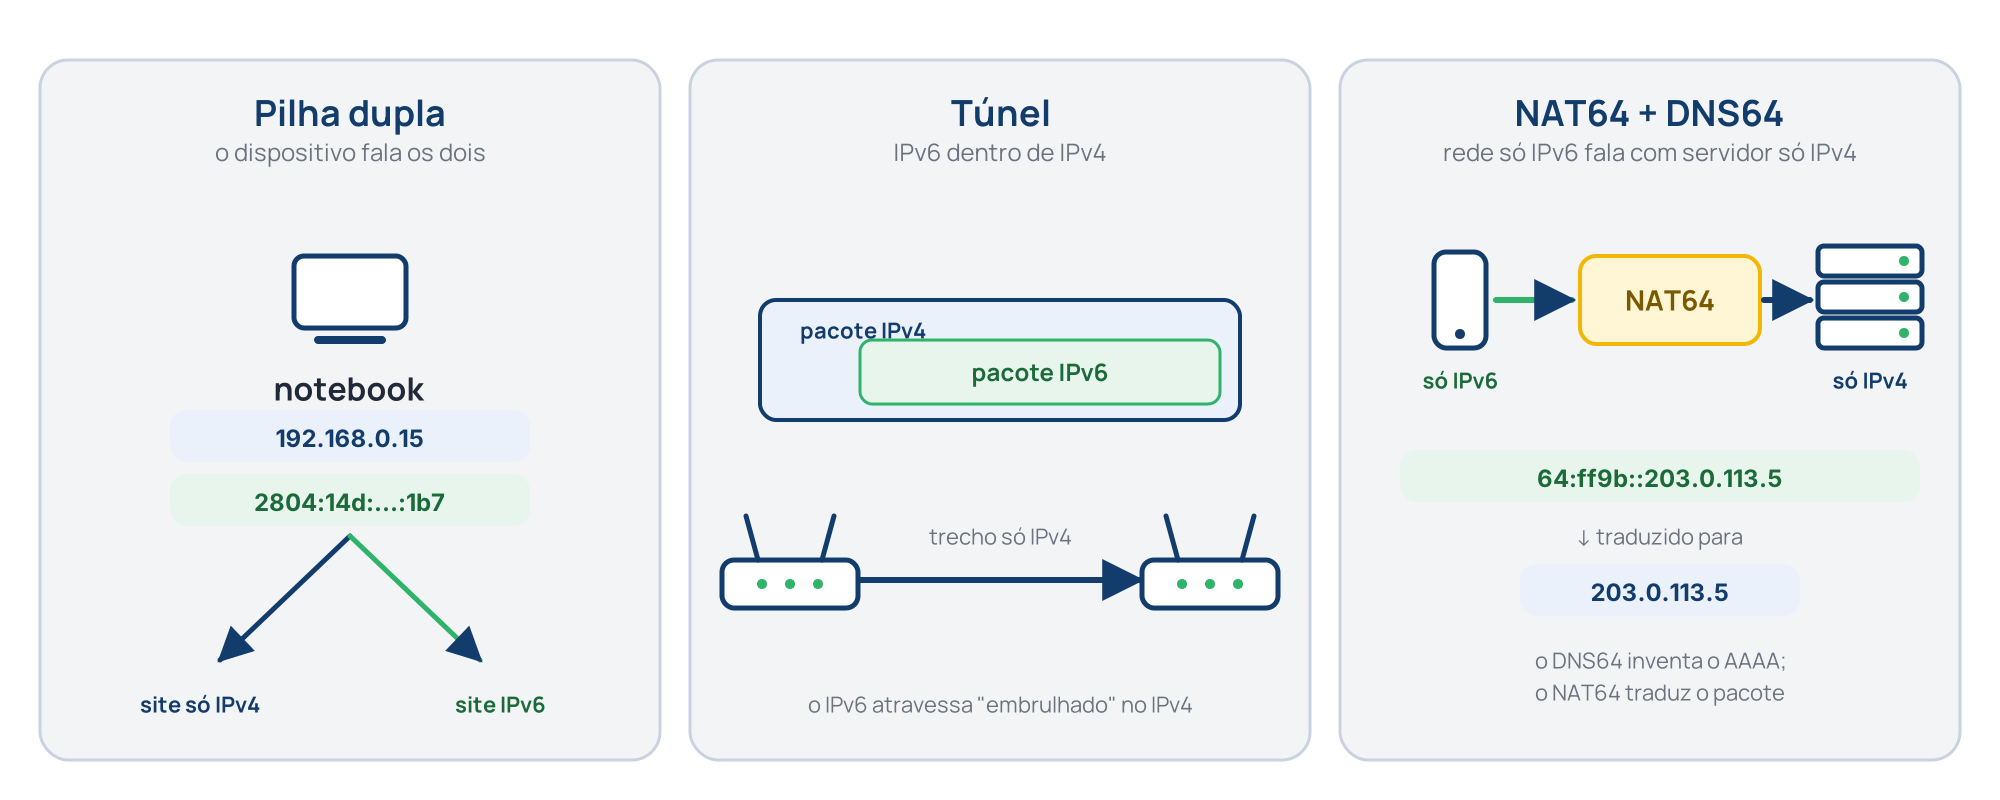 Pilha dupla
o dispositivo fala os dois
notebook
192.168.0.15
2804:14d:...:1b7
site só IPv4
site IPv6
Túnel
IPv6 dentro de IPv4
pacote IPv4
pacote IPv6
trecho só IPv4
o IPv6 atravessa "embrulhado" no IPv4
NAT64 + DNS64
rede só IPv6 fala com servidor só IPv4
NAT64
só IPv6
só IPv4
64:ff9b::203.0.113.5
↓ traduzido para
203.0.113.5
o DNS64 inventa o AAAA;
o NAT64 traduz o pacote